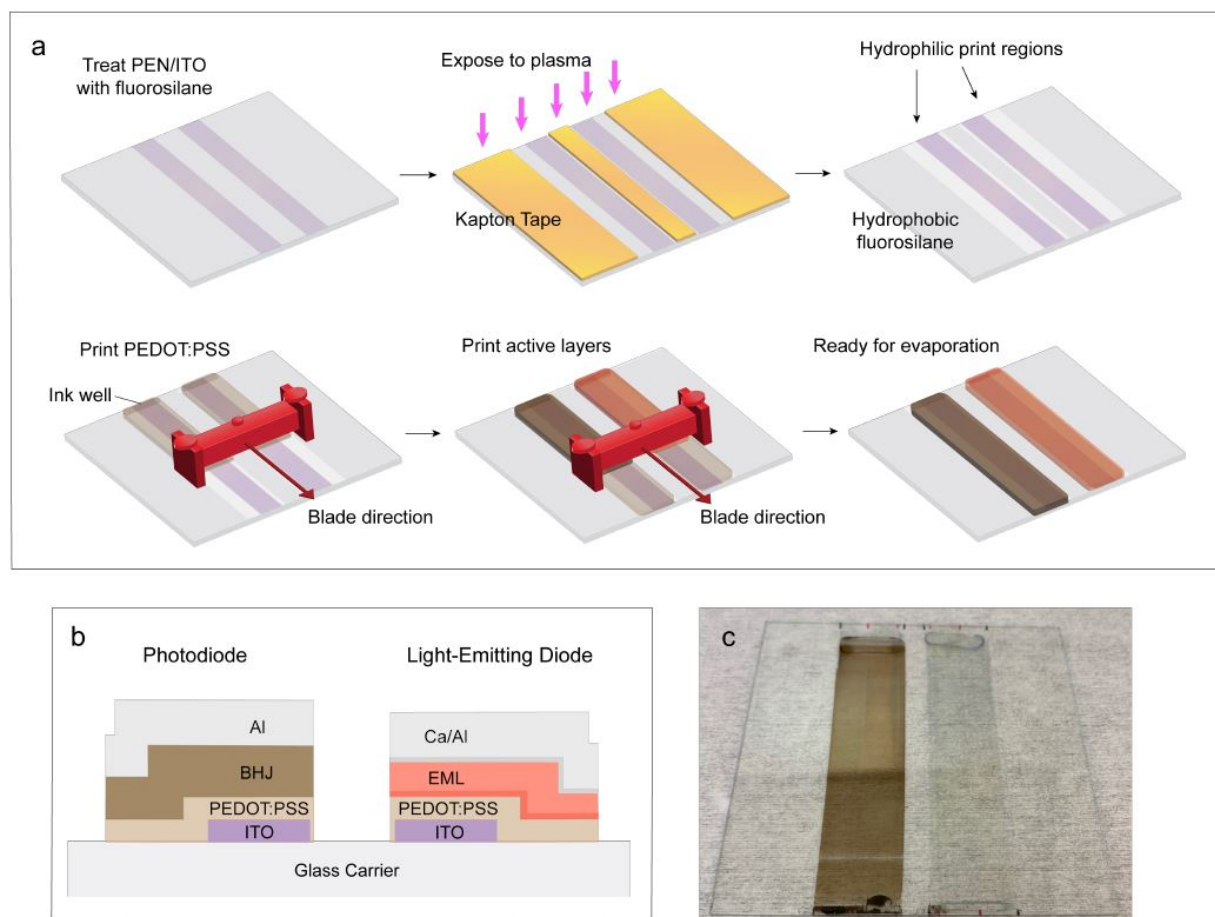 a
Treat PEN/ITO
with fluorosilane
Expose to plasma
Kapton Tape
Hydrophilic print regions
Hydrophobic
fluorosilane
Print PEDOT:PSS
Ink well
Blade direction
Print active layers
Blade direction
Ready for evaporation
b
Photodiode
Al
BHJ
PEDOT:PSS
ITO
Light-Emitting Diode
Ca/Al
EML
PEDOT:PSS
ITO
Glass Carrier
c